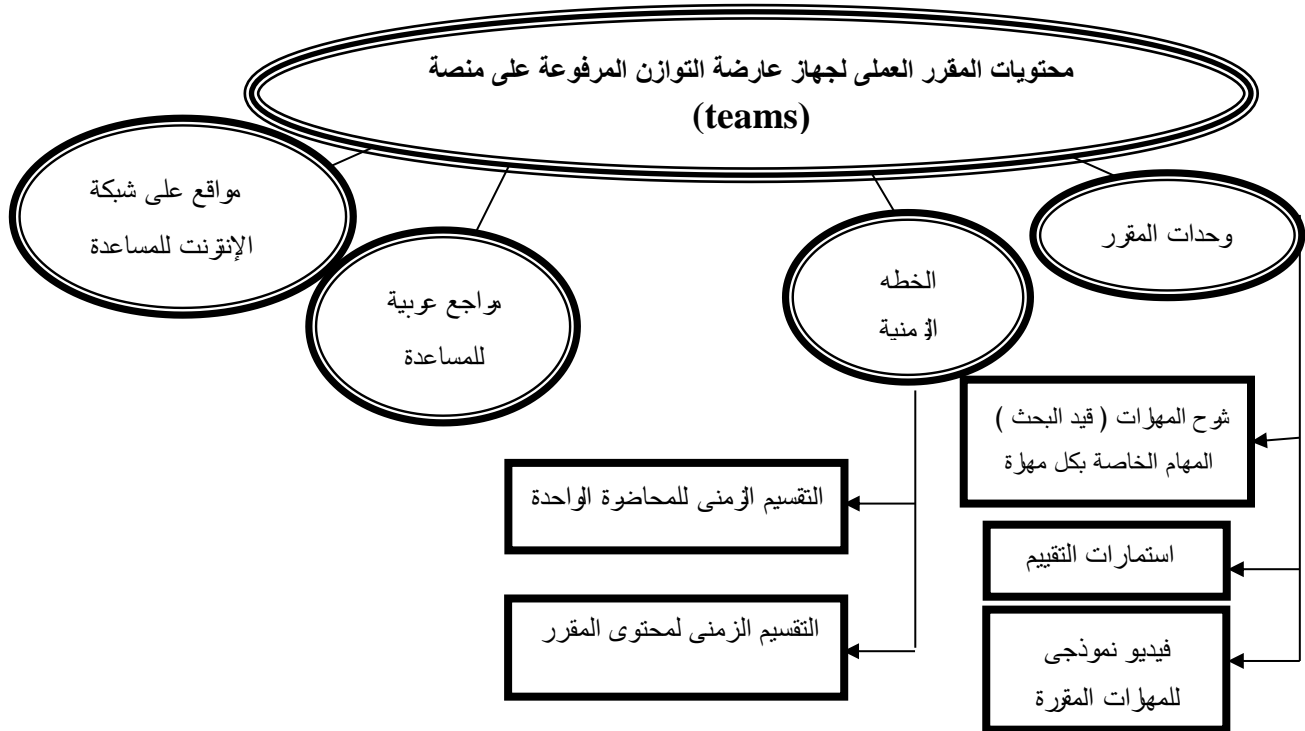 محتويات المقرر العملى لجهاز عارضة التوازن المرفوعة على منصة
(teams)
وحدات المقرر
الخطه
الزمنية
مراجع عربية
للمساعدة
مواقع على شبكة
الإنترنت للمساعدة
شرح المهارات ( قيد البحث )
المهام الخاصة بكل مهارة
استمارات التقييم
فيديو نموذجى
للمهارات المقررة
التقسيم الزمنى للمحاضرة الواحدة
التقسيم الزمنى لمحتوى المقرر